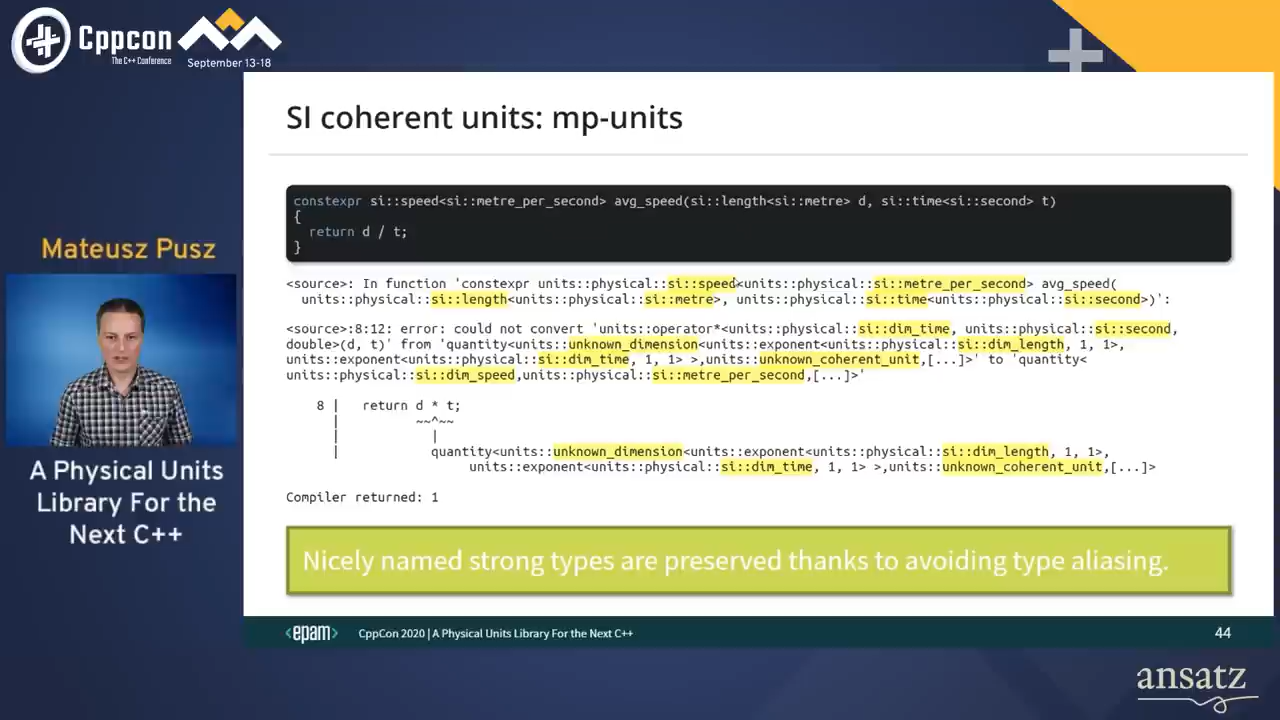 Cppcon
The C++ Conference
September 13-18
SI coherent units: mp-units
constexpr si::speed<si::metre_per_second> avg_speed(si::length<si::metre> d, si::time<si::second> t)
{
return d / t;
}
Mateusz Pusz
A Physical Units
Library For the
Next C++
<source>: In function 'constexpr units::physical::si::speed<units::physical::si::metre_per_second> avg_speed(
units::physical::si::length<units::physical::si::metre>, units::physical::si::time<units::physical::si::second>)':
<source>:8:12: error: could not convert 'units::operator*<units::physical::si::dim_time, units::physical::si::second,
double>(d, t)' from 'quantity<units::unknown_dimension<units::exponent<units::physical::si::dim_length, 1, 1>,
units::exponent<units::physical::si::dim_time, 1, 1> >,units::unknown_coherent_unit,[...]>' to 'quantity<
units::physical::si::dim_speed,units::physical::si::metre_per_second,[...]>'
8 | return d * t;
| ~~^~~
| |
| quantity<units::unknown_dimension<units::exponent<units::physical::si::dim_length, 1, 1>,
units::exponent<units::physical::si::dim_time, 1, 1> >,units::unknown_coherent_unit,[...]>
Compiler returned: 1
Nicely named strong types are preserved thanks to avoiding type aliasing.
<epam> CppCon 2020 | A Physical Units Library For the Next C++ 44
ansatz